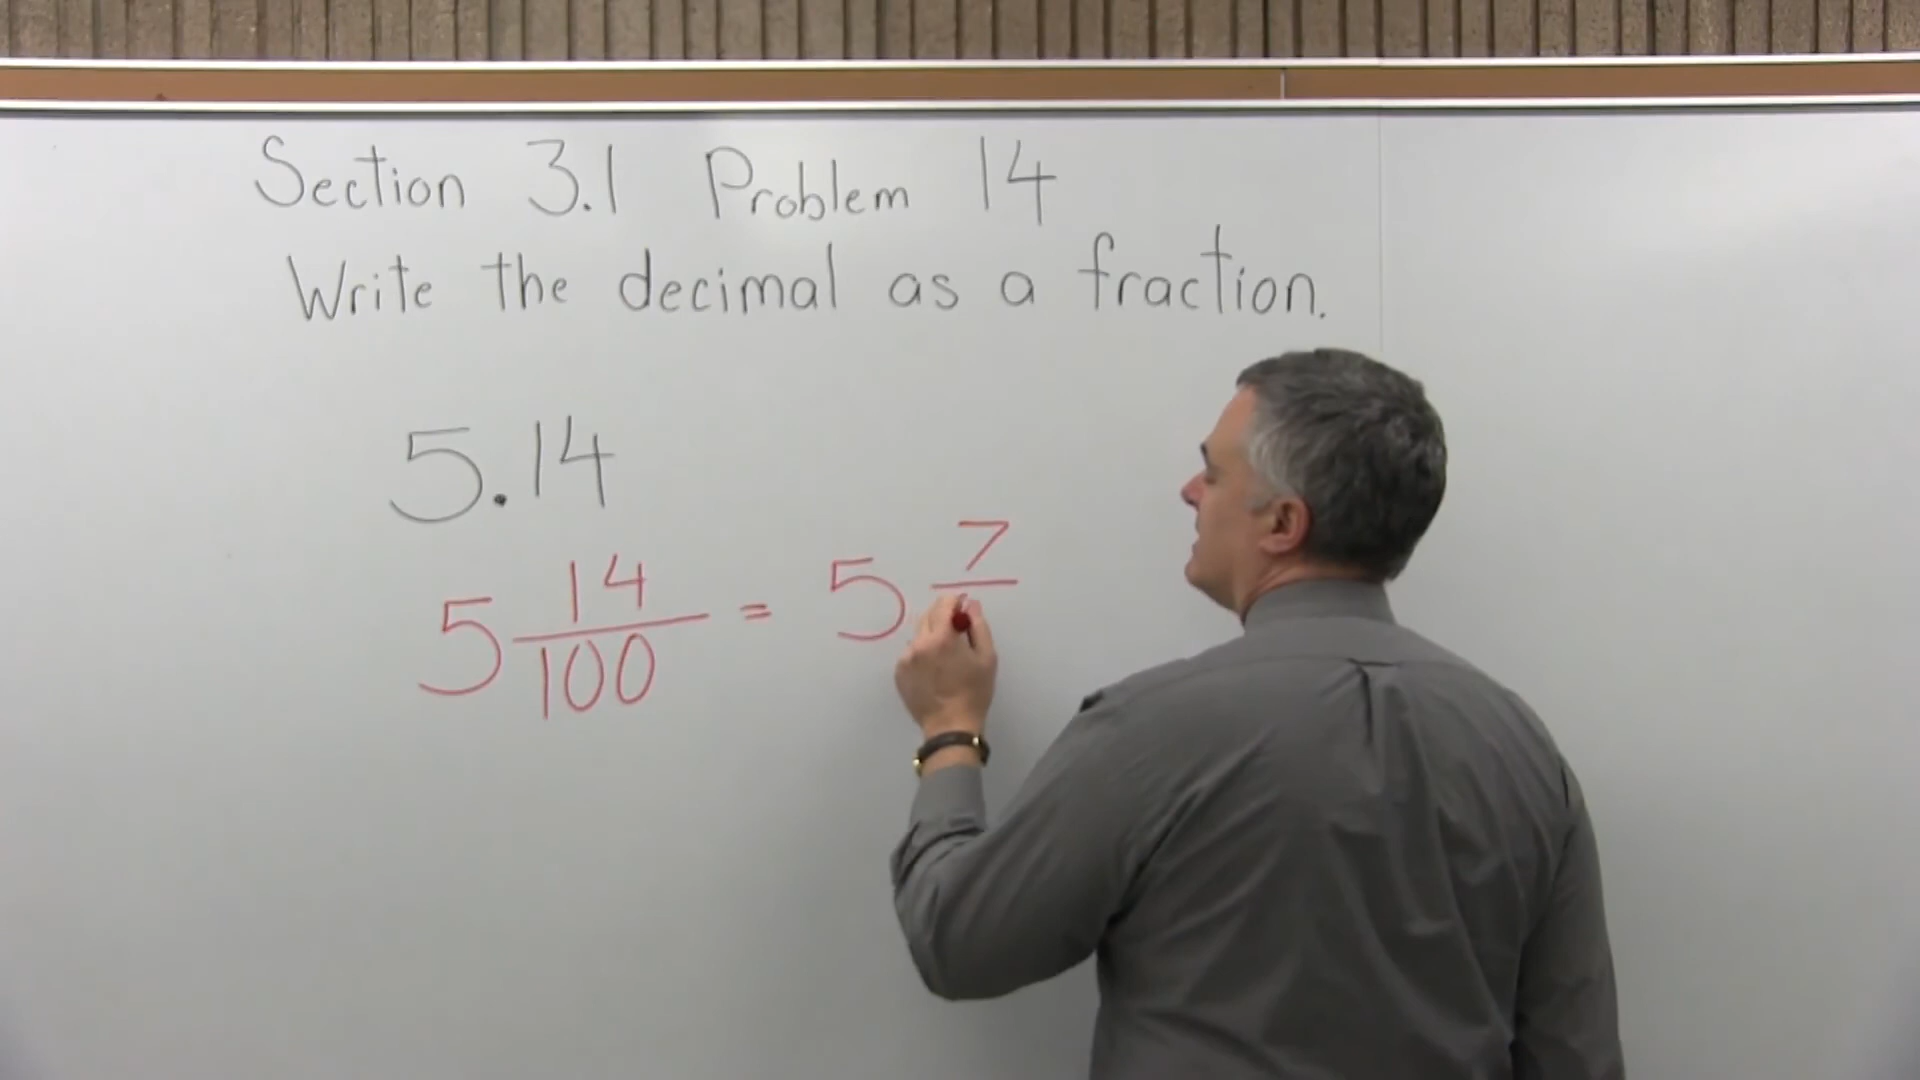 Section 3.1 Problem 14
Write the decimal as a fraction.
5.14
5 14/100 = 5 7/